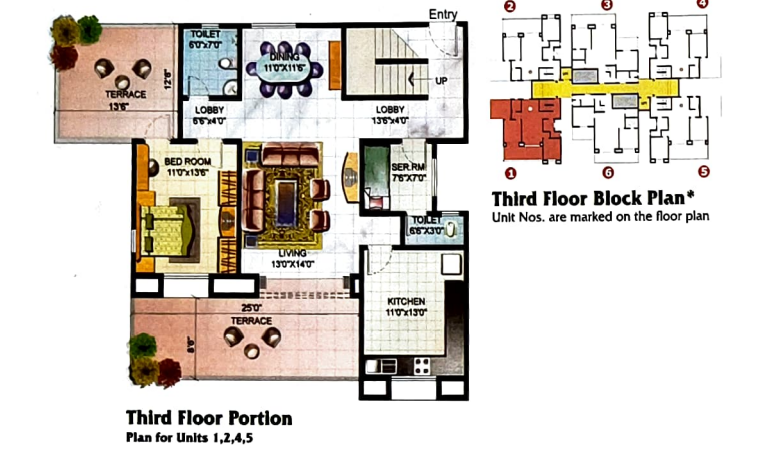 Entry
2
3
4
TOILET
6'0"x7'0"
DINING
11'0"X11'6"
UP
12'6"
TERRACE
13'6"
LOBBY
6'6"x4'0"
LOBBY
13'6"x4'0"
BED ROOM
11'0"x13'6"
SER.RM.
7'6"X7'0"
1
6
5
Third Floor Block Plan*
Unit Nos. are marked on the floor plan
TOILET
6'6"X3'0"
LIVING
13'0"X14'0"
KITCHEN
11'0"x13'0"
25'0"
TERRACE
8'6"
Third Floor Portion
Plan for Units 1,2,4,5